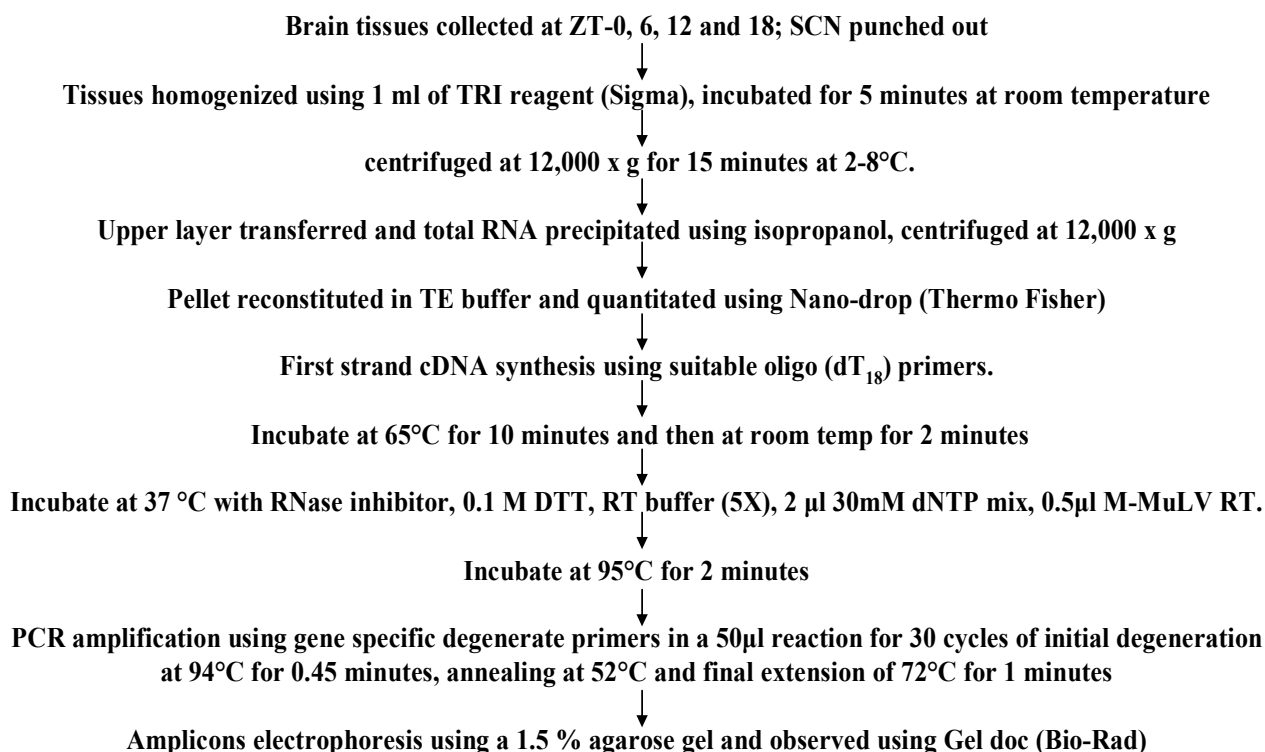 Brain tissues collected at ZT-0, 6, 12 and 18; SCN punched out
Tissues homogenized using 1 ml of TRI reagent (Sigma), incubated for 5 minutes at room temperature
centrifuged at 12,000 x g for 15 minutes at 2-8°C.
Upper layer transferred and total RNA precipitated using isopropanol, centrifuged at 12,000 x g
Pellet reconstituted in TE buffer and quantitated using Nano-drop (Thermo Fisher)
First strand cDNA synthesis using suitable oligo (dT18) primers.
Incubate at 65°C for 10 minutes and then at room temp for 2 minutes
Incubate at 37 °C with RNase inhibitor, 0.1 M DTT, RT buffer (5X), 2 µl 30mM dNTP mix, 0.5µl M-MuLV RT.
Incubate at 95°C for 2 minutes
PCR amplification using gene specific degenerate primers in a 50µl reaction for 30 cycles of initial degeneration
at 94°C for 0.45 minutes, annealing at 52°C and final extension of 72°C for 1 minutes
Amplicons electrophoresis using a 1.5 % agarose gel and observed using Gel doc (Bio-Rad)